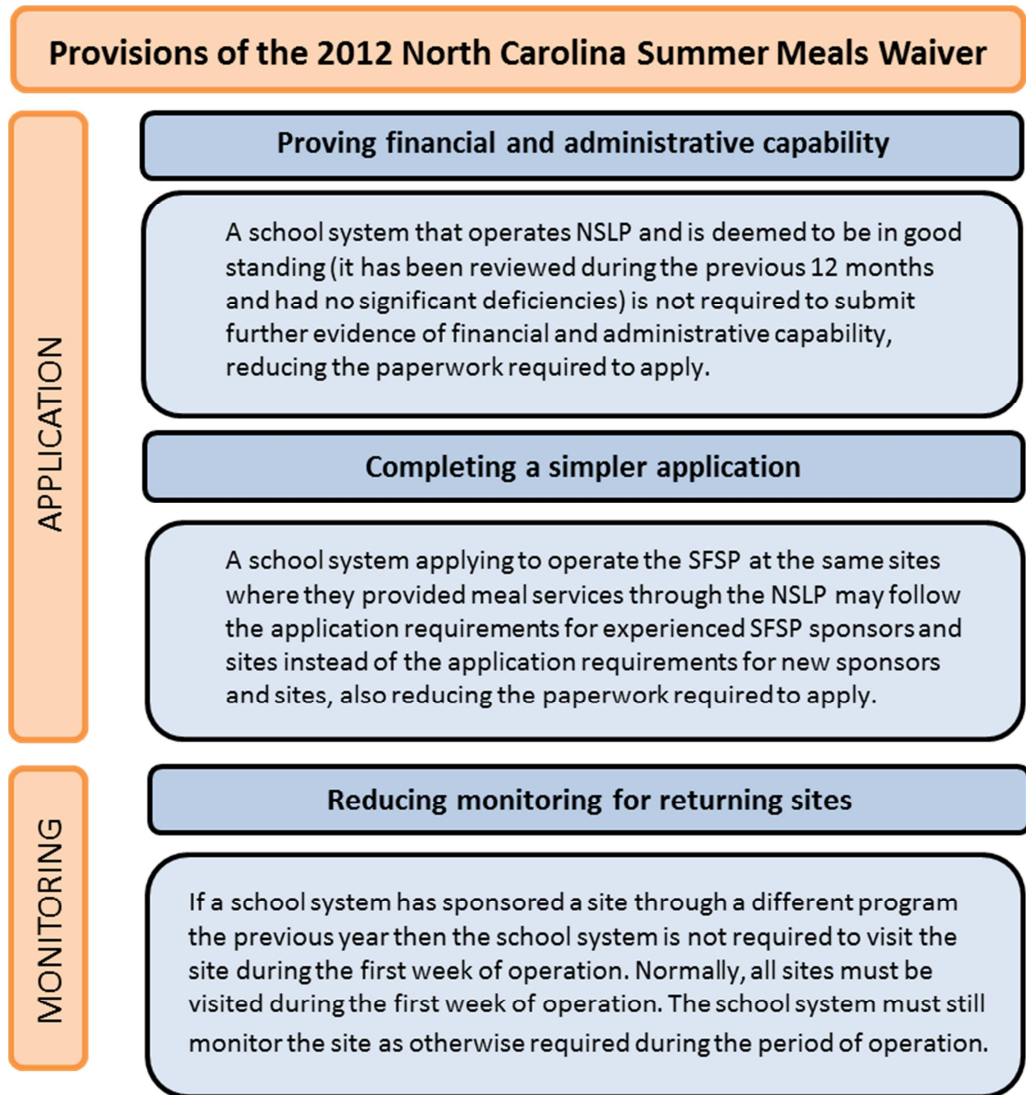 Provisions of the 2012 North Carolina Summer Meals Waiver
APPLICATION
Proving financial and administrative capability
A school system that operates NSLP and is deemed to be in good
standing (it has been reviewed during the previous 12 months
and had no significant deficiencies) is not required to submit
further evidence of financial and administrative capability,
reducing the paperwork required to apply.
Completing a simpler application
A school system applying to operate the SFSP at the same sites
where they provided meal services through the NSLP may follow
the application requirements for experienced SFSP sponsors and
sites instead of the application requirements for new sponsors
and sites, also reducing the paperwork required to apply.
MONITORING
Reducing monitoring for returning sites
If a school system has sponsored a site through a different program
the previous year then the school system is not required to visit the
site during the first week of operation. Normally, all sites must be
visited during the first week of operation. The school system must still
monitor the site as otherwise required during the period of operation.